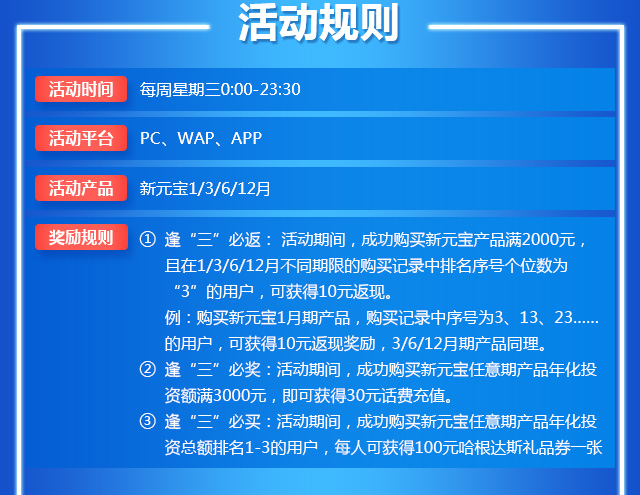 活动规则
活动时间 每周星期三0:00-23:30
活动平台 PC、WAP、APP
活动产品 新元宝1/3/6/12月
奖励规则 ① 逢“三”必返： 活动期间，成功购买新元宝产品满2000元，
且在1/3/6/12月不同期限的购买记录中排名序号个位数为
“3”的用户，可获得10元返现。
例：购买新元宝1月期产品，购买记录中序号为3、13、23......
的用户，可获得10元返现奖励，3/6/12月期产品同理。
② 逢“三”必奖：活动期间，成功购买新元宝任意期产品年化投
资额满3000元，即可获得30元话费充值。
③ 逢“三”必买：活动期间，成功购买新元宝任意期产品年化投
资总额排名1-3的用户，每人可获得100元哈根达斯礼品券一张